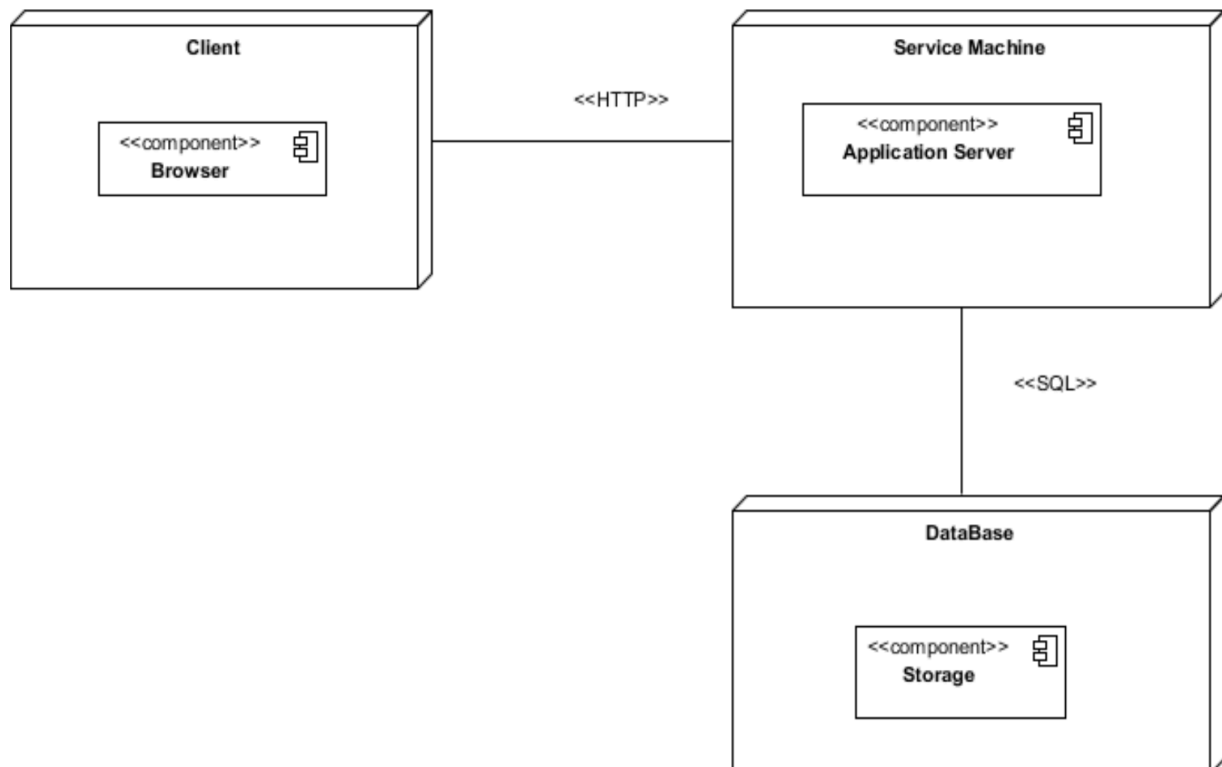 Client
<<component>>
Browser
<<HTTP>>
Service Machine
<<component>>
Application Server
<<SQL>>
DataBase
<<component>>
Storage